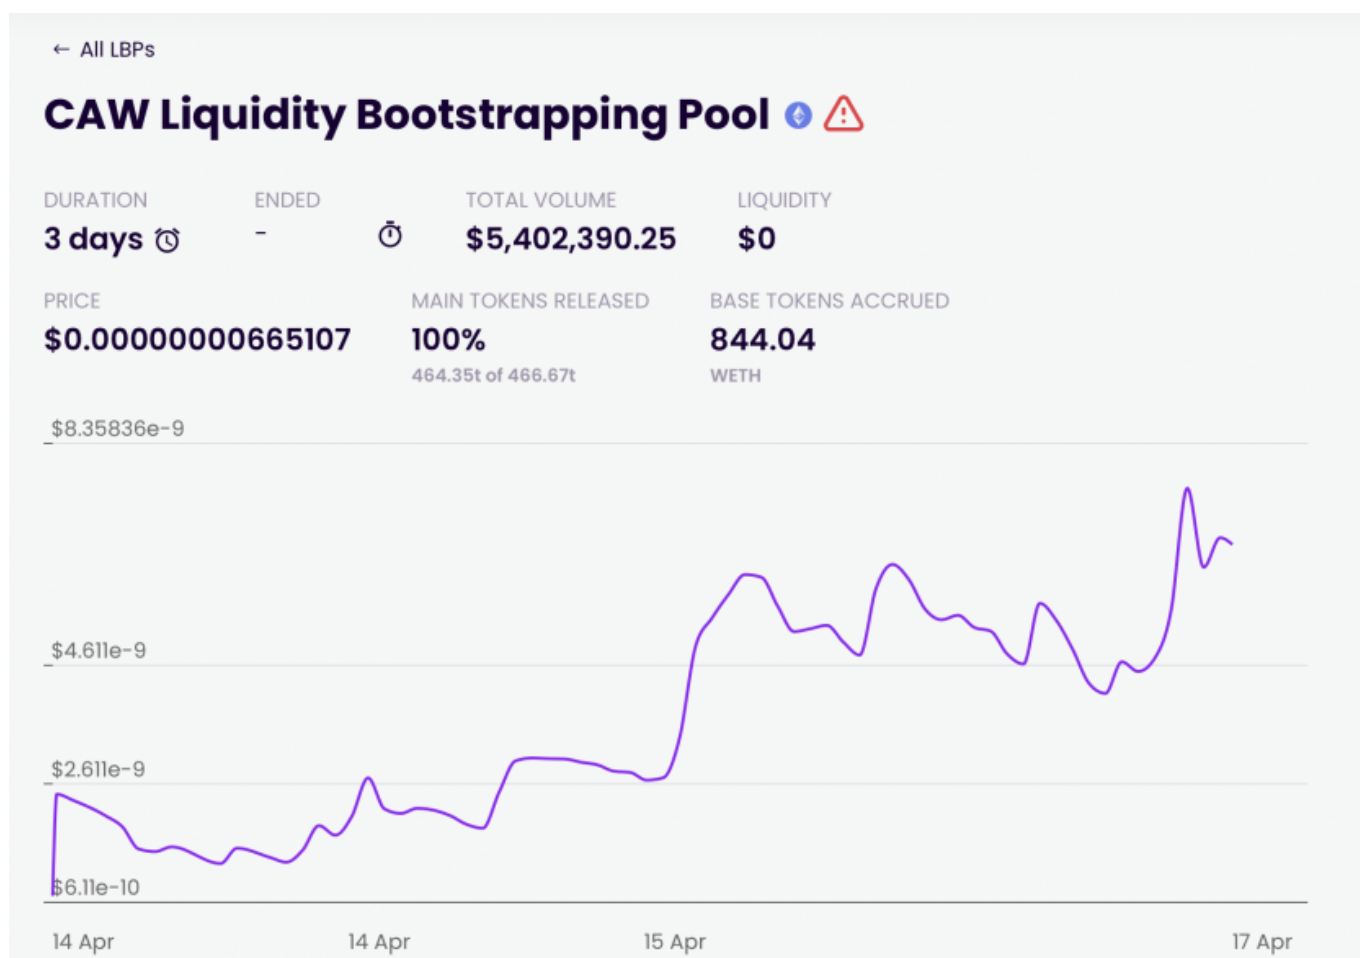 ← All LBPs
CAW Liquidity Bootstrapping Pool
DURATION ENDED TOTAL VOLUME LIQUIDITY
3 days - $5,402,390.25 $0
PRICE MAIN TOKENS RELEASED BASE TOKENS ACCRUED
$0.00000000665107 100% 844.04
464.35t of 466.67t WETH
$8.35836e-9
$4.611e-9
$2.611e-9
$6.11e-10
14 Apr 14 Apr 15 Apr 17 Apr